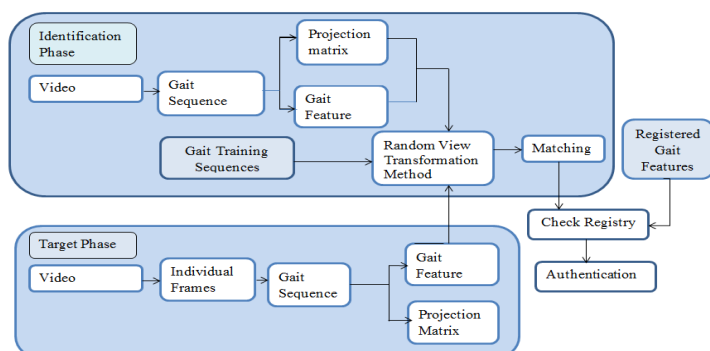 Identification
Phase
Video
Gait
Sequence
Projection
matrix
Gait
Feature
Gait Training
Sequences
Random View
Transformation
Method
Matching
Registered
Gait
Features
Check Registry
Authentication
Target Phase
Video
Individual
Frames
Gait
Sequence
Gait
Feature
Projection
Matrix